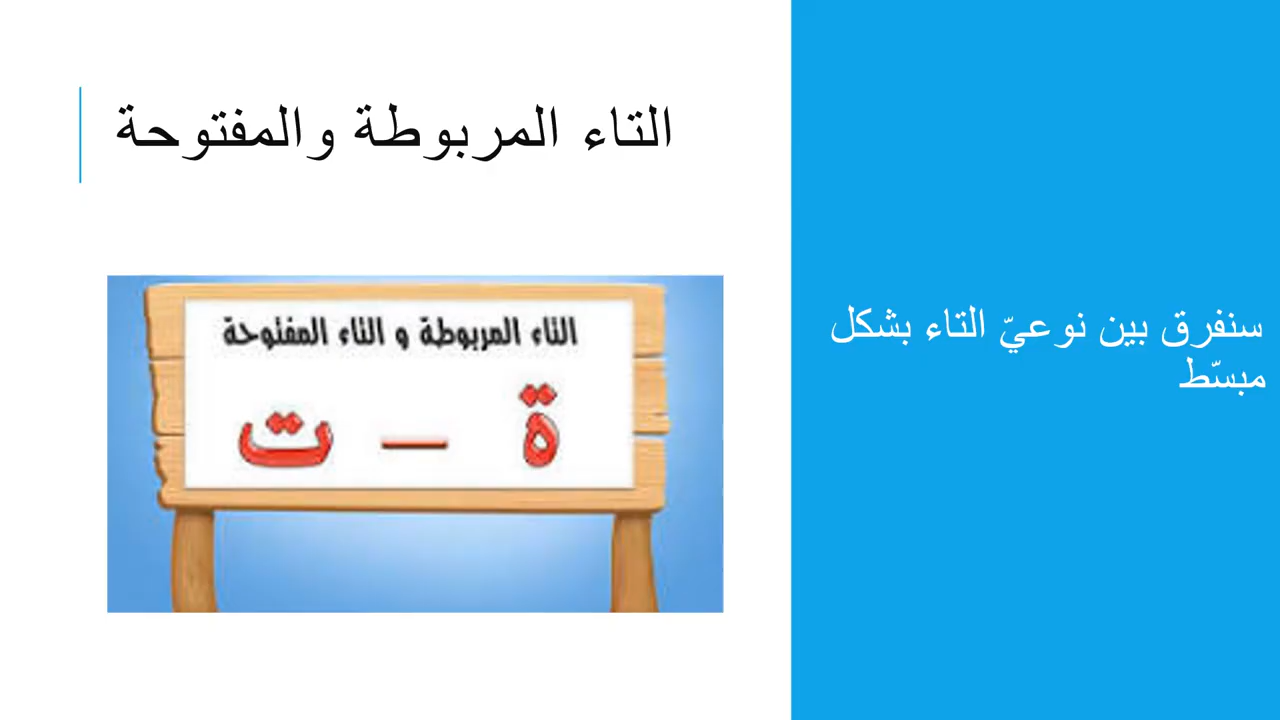 التاء المربوطة والمفتوحة
التاء المربوطة و التاء المفتوحة
ة – ت
سنفرق بين نوعيّ التاء بشكل
مبسّط